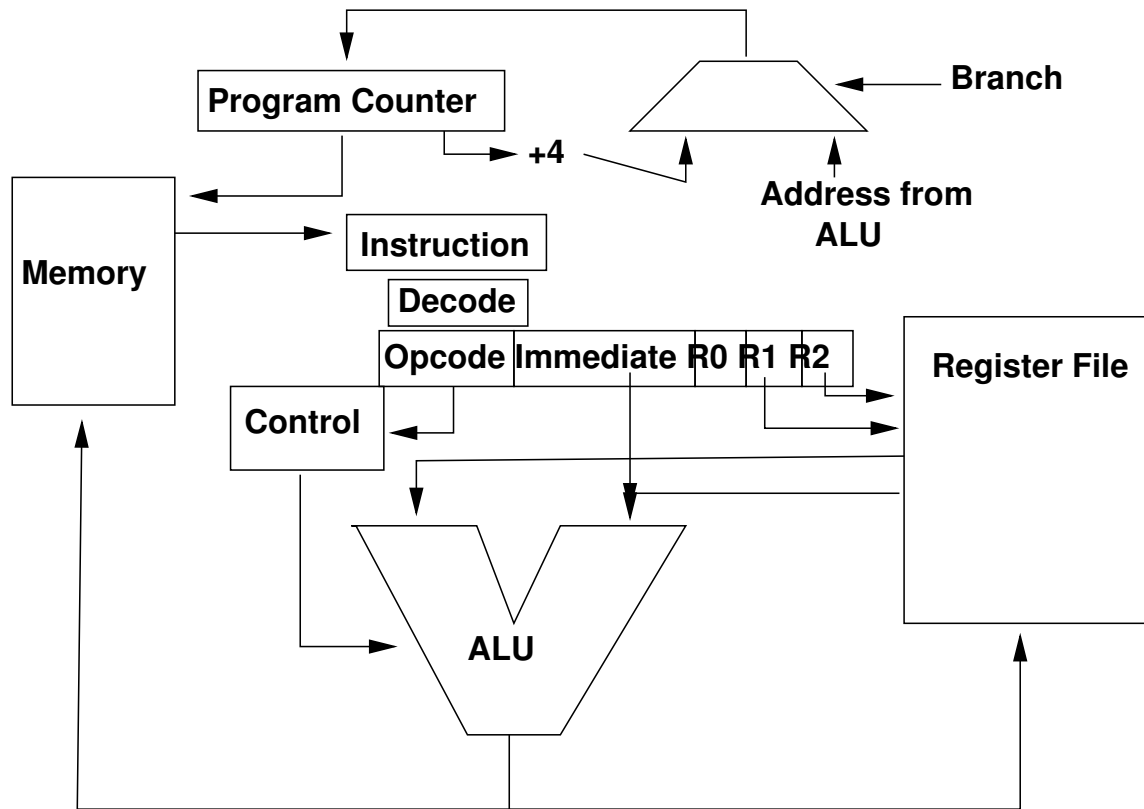 Branch
Program Counter
+4
Address from
ALU
Instruction
Memory
Decode
Opcode Immediate R0 R1 R2
Register File
Control
ALU